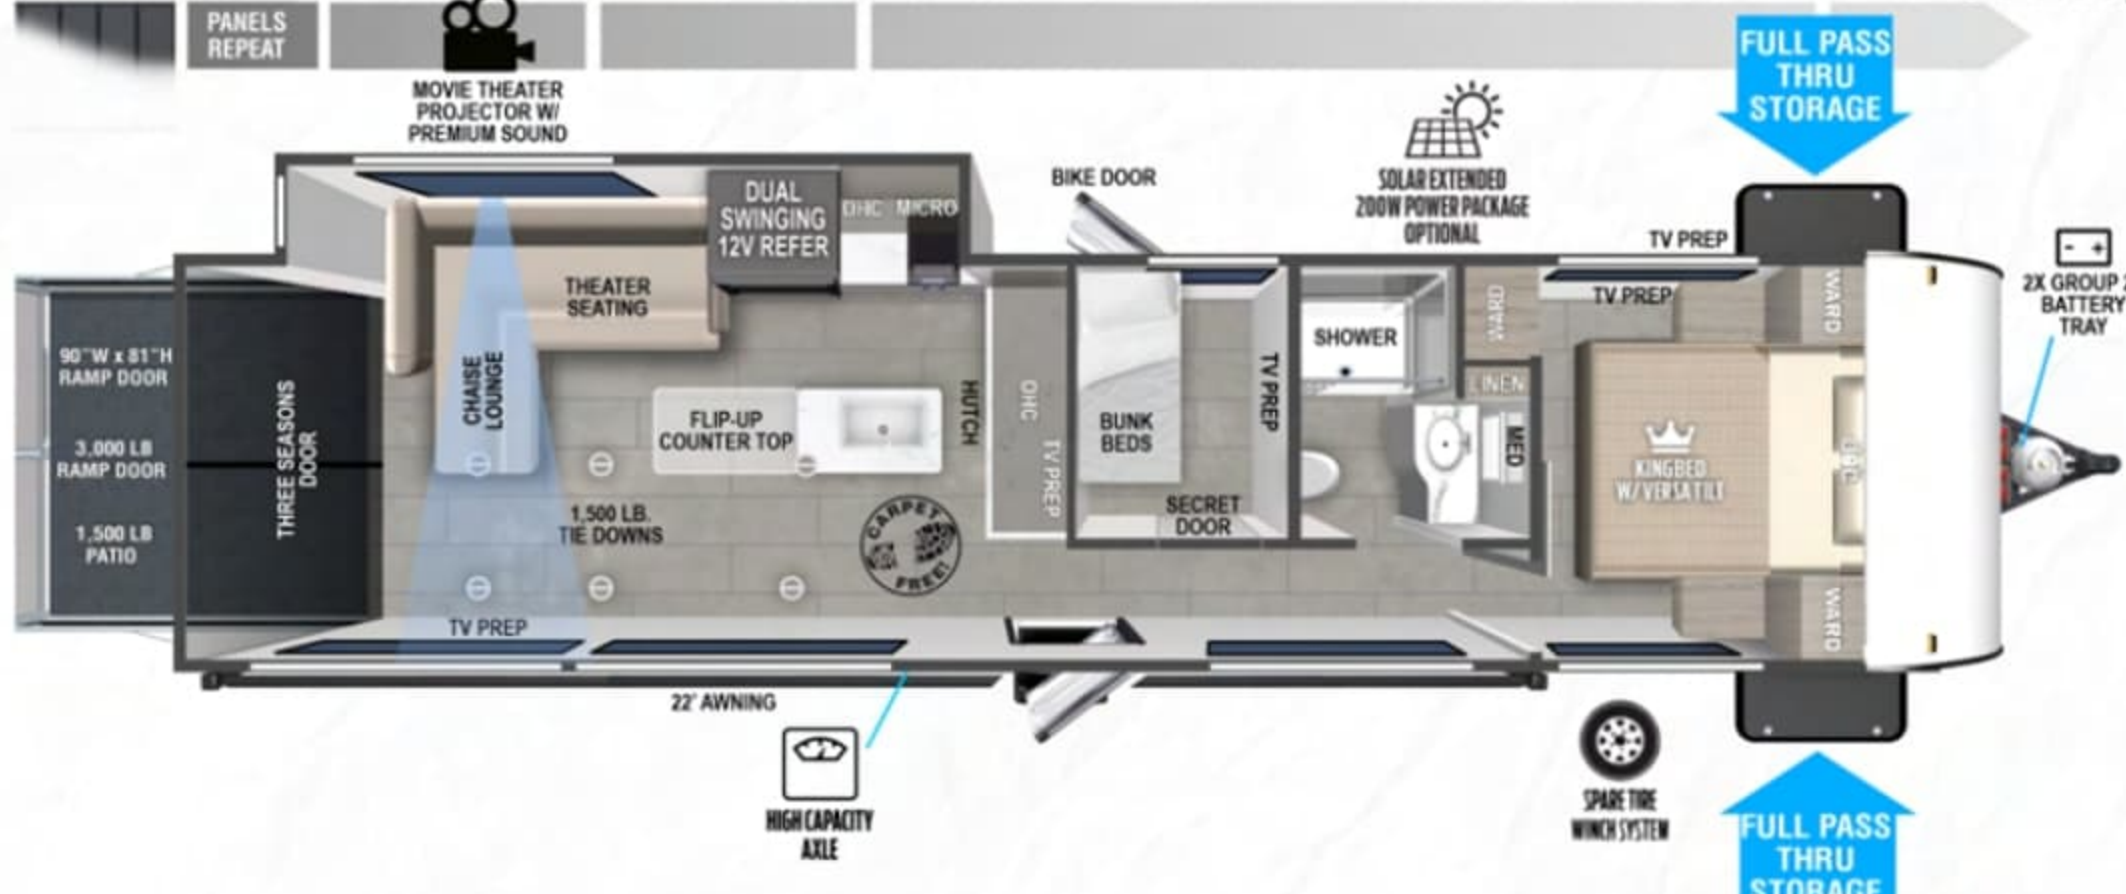 PANELS
REPEAT
FULL PASS
THRU
STORAGE
MOVIE THEATER
PROJECTOR W/
PREMIUM SOUND
BIKE DOOR
SOLAR EXTENDED
200W POWER PACKAGE
OPTIONAL
TV PREP
DUAL
SWINGING
12V REFER
OHC
MICRO
- +
2X GROUP
BATTERY
TRAY
THEATER
SEATING
TV PREP
WARD
DRAW
SHOWER
90"W x 81"H
RAMP DOOR
3,000 LB
RAMP DOOR
1,500 LB
PATIO
THREE SEASONS
DOOR
CHAISE
LOUNGE
FLIP-UP
COUNTER TOP
HUTCH
OHC
TV PREP
BUNK
BEDS
TV PREP
SECRET
DOOR
LINEN
MED
KING BED
W/VERSATILT
OHC
1,500 LB.
TIE DOWNS
CARPET
FREE!
TV PREP
WARD
22' AWNING
HIGH CAPACITY
AXLE
SPARE TIRE
WINCH SYSTEM
FULL PASS
THRU
STORAGE